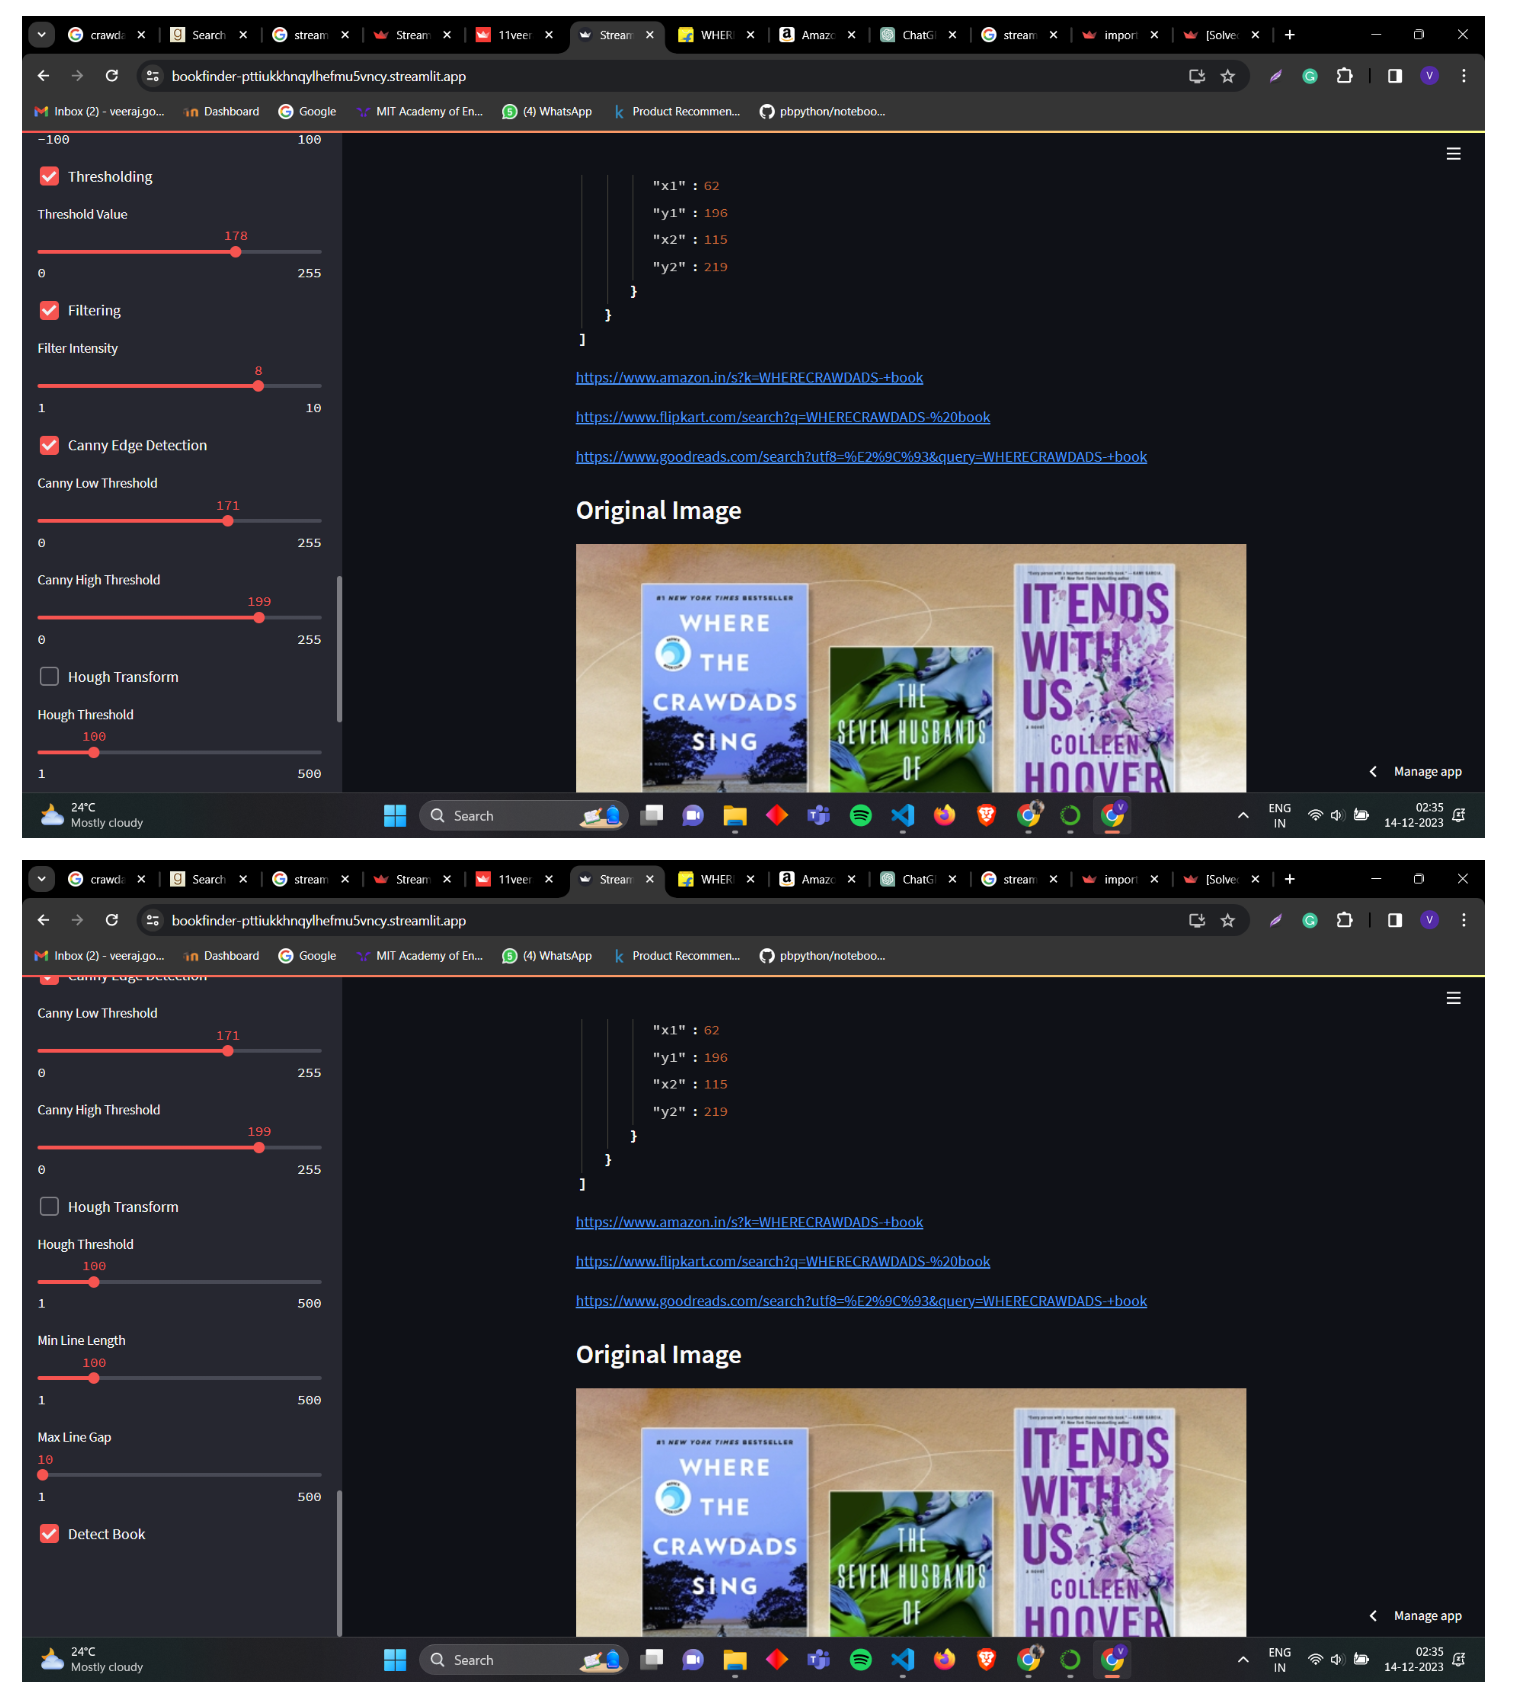 crawda Search stream Stream 11veer Stream WHER Amazo ChatG stream import [Solved
bookfinder-pttiukkhnqylhefmu5vncy.streamlit.app V
Inbox (2) - veeraj.go... Dashboard Google MIT Academy of En... (4) WhatsApp Product Recommen... pbpython/noteboo...
-100 100
Thresholding
Threshold Value
178
0 255
Filtering
Filter Intensity
8
1 10
Canny Edge Detection
Canny Low Threshold
171
0 255
Canny High Threshold
199
0 255
Hough Transform
Hough Threshold
100
1 500
"x1" : 62
"y1" : 196
"x2" : 115
"y2" : 219
}
}
]
https://www.amazon.in/s?k=WHERECRAWDADS-+book
https://www.flipkart.com/search?q=WHERECRAWDADS-%20book
https://www.goodreads.com/search?utf8=%E2%9C%93&query=WHERECRAWDADS-+book
Original Image
#1 NEW YORK TIMES BESTSELLER
WHERE
THE
CRAWDADS
SING
A NOVEL
THE
SEVEN HUSBANDS
OF
IT ENDS
WITH
US
COLLEEN
HOOVER
Manage app
24°C
Mostly cloudy
Search
ENG
IN
02:35
14-12-2023
crawda Search stream Stream 11veer Stream WHER Amazo ChatG stream import [Solved
bookfinder-pttiukkhnqylhefmu5vncy.streamlit.app V
Inbox (2) - veeraj.go... Dashboard Google MIT Academy of En... (4) WhatsApp Product Recommen... pbpython/noteboo...
Canny Edge Detection
Canny Low Threshold
171
0 255
Canny High Threshold
199
0 255
Hough Transform
Hough Threshold
100
1 500
Min Line Length
100
1 500
Max Line Gap
10
1 500
Detect Book
"x1" : 62
"y1" : 196
"x2" : 115
"y2" : 219
}
}
]
https://www.amazon.in/s?k=WHERECRAWDADS-+book
https://www.flipkart.com/search?q=WHERECRAWDADS-%20book
https://www.goodreads.com/search?utf8=%E2%9C%93&query=WHERECRAWDADS-+book
Original Image
#1 NEW YORK TIMES BESTSELLER
WHERE
THE
CRAWDADS
SING
THE
SEVEN HUSBANDS
OF
IT ENDS
WITH
US
COLLEEN
HOOVER
Manage app
24°C
Mostly cloudy
Search
ENG
IN
02:35
14-12-2023